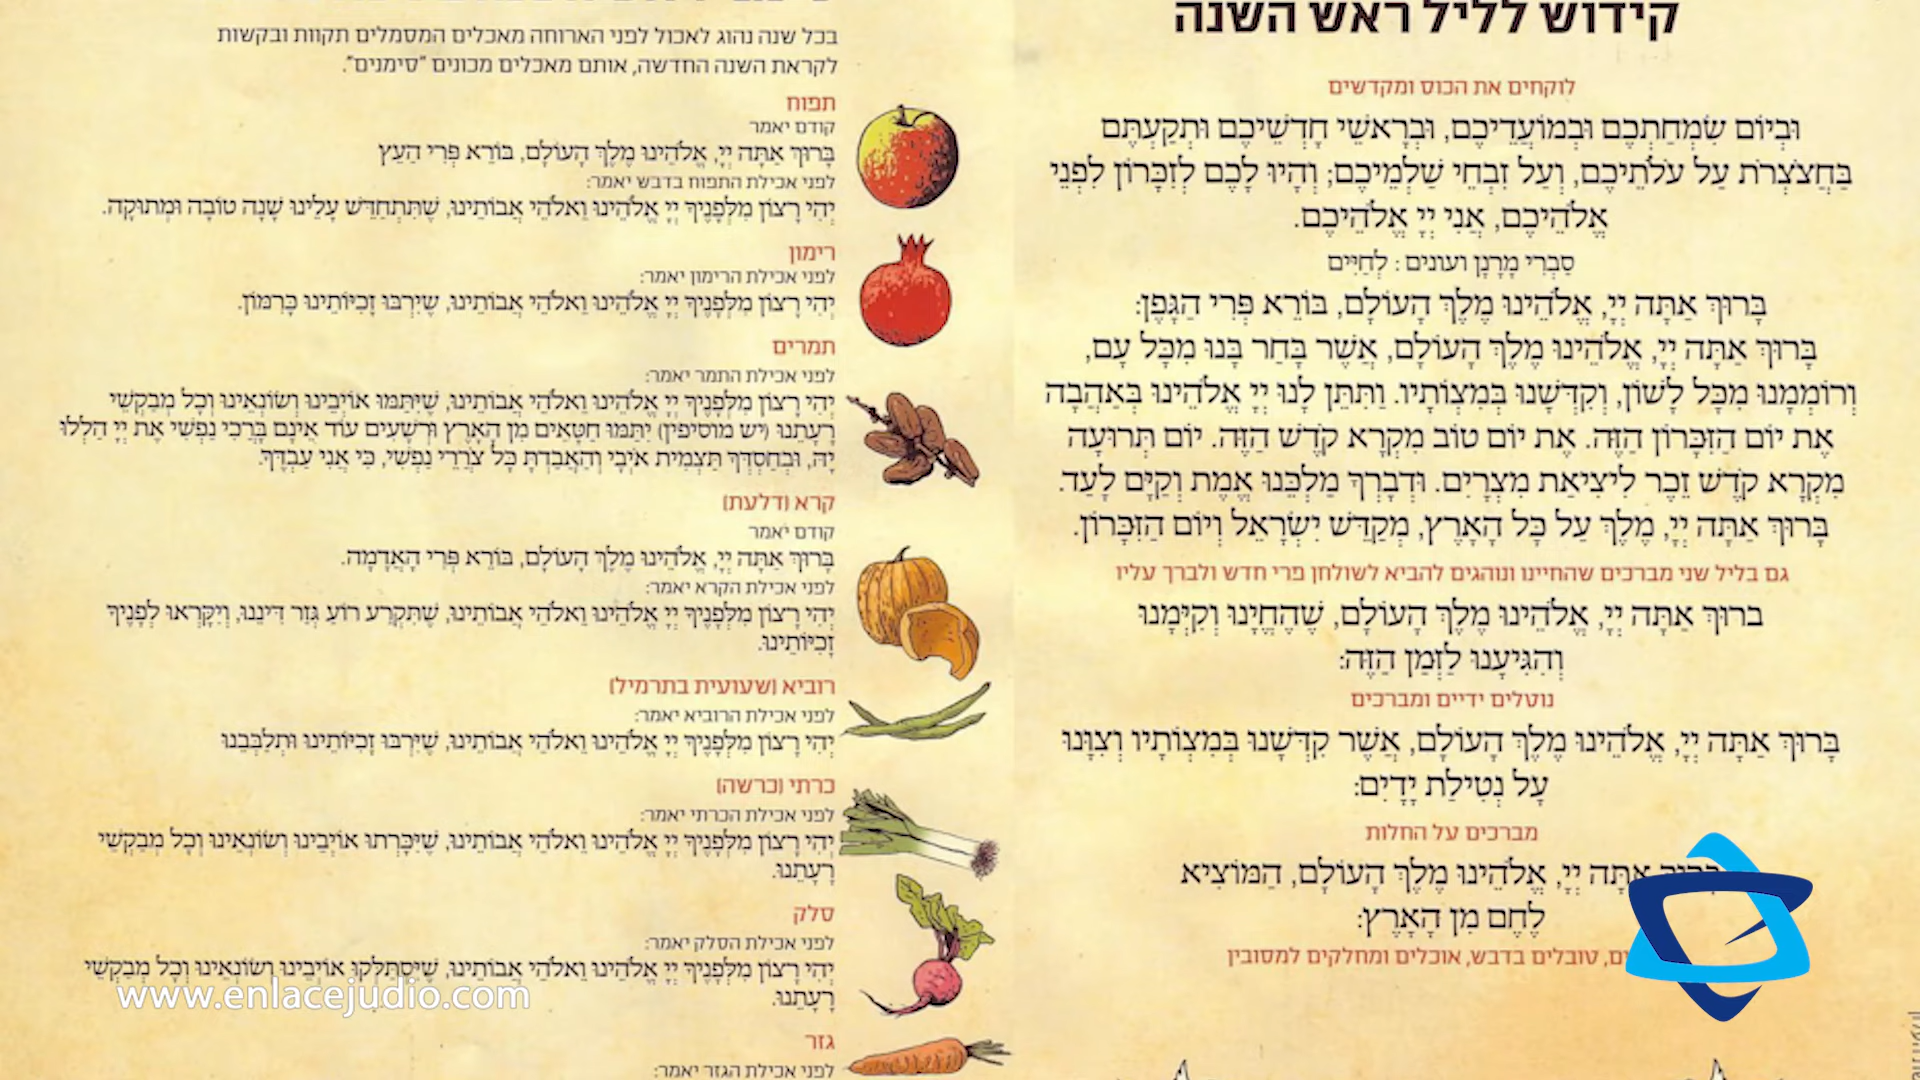 קידוש לליל ראש השנה
לוקחים את הכוס ומקדשים
וּבְיוֹם שִׂמְחַתְכֶם וּבְמוֹעֲדֵיכֶם, וּבְרָאשֵׁי חָדְשֵׁיכֶם וּתְקַעְתֶּם
בַּחֲצֹצְרֹת עַל עֹלֹתֵיכֶם, וְעַל זִבְחֵי שַׁלְמֵיכֶם; וְהָיוּ לָכֶם לְזִכָּרוֹן לִפְנֵי
אֱלֹהֵיכֶם, אֲנִי יְיָ אֱלֹהֵיכֶם.
סַבְרִי מָרָנָן ועונים : לְחַיִּים
בָּרוּךְ אַתָּה יְיָ, אֱלֹהֵינוּ מֶלֶךְ הָעוֹלָם, בּוֹרֵא פְּרִי הַגָּפֶן:
בָּרוּךְ אַתָּה יְיָ, אֱלֹהֵינוּ מֶלֶךְ הָעוֹלָם, אֲשֶׁר בָּחַר בָּנוּ מִכָּל עָם,
וְרוֹמְמָנוּ מִכָּל לָשׁוֹן, וְקִדְּשָׁנוּ בְּמִצְוֹתָיו. וַתִּתֵּן לָנוּ יְיָ אֱלֹהֵינוּ בְּאַהֲבָה
אֶת יוֹם הַזִּכָּרוֹן הַזֶּה. אֶת יוֹם טוֹב מִקְרָא קֹדֶשׁ הַזֶּה. יוֹם תְּרוּעָה
מִקְרָא קֹדֶשׁ זֵכֶר לִיצִיאַת מִצְרָיִם. וּדְבָרְךָ מַלְכֵּנוּ אֱמֶת וְקַיָּם לָעַד.
בָּרוּךְ אַתָּה יְיָ, מֶלֶךְ עַל כָּל הָאָרֶץ, מְקַדֵּשׁ יִשְׂרָאֵל וְיוֹם הַזִּכָּרוֹן.
גם בליל שני מברכים שהחיינו ונוהגים להביא לשולחן פרי חדש ולברך עליו
ברוּךְ אַתָּה יְיָ, אֱלֹהֵינוּ מֶלֶךְ הָעוֹלָם, שֶׁהֶחֱיָנוּ וְקִיְּמָנוּ
וְהִגִּיעָנוּ לַזְּמַן הַזֶּה:
נוטלים ידיים ומברכים
בָּרוּךְ אַתָּה יְיָ, אֱלֹהֵינוּ מֶלֶךְ הָעוֹלָם, אֲשֶׁר קִדְּשָׁנוּ בְּמִצְוֹתָיו וְצִוָּנוּ
עַל נְטִילַת יָדָיִם:
מברכים על החלות
אַתָּה יְיָ, אֱלֹהֵינוּ מֶלֶךְ הָעוֹלָם, הַמּוֹצִיא
לֶחֶם מִן הָאָרֶץ:
טובלים בדבש, אוכלים ומחלקים למסובין
בכל שנה נהוג לאכול לפני הארוחה מאכלים המסמלים תקוות ובקשות
לקראת השנה החדשה, אותם מאכלים מכונים "סימנים".
תפוח
קודם יאמר
בָּרוּךְ אַתָּה יְיָ, אֱלֹהֵינוּ מֶלֶךְ הָעוֹלָם, בּוֹרֵא פְּרִי הַעֵץ
לפני אכילת התפוח בדבש יאמר:
יְהִי רָצוֹן מִלְּפָנֶיךָ יְיָ אֱלֹהֵינוּ וֵאלֹהֵי אֲבוֹתֵינוּ, שֶׁתִּתְחַדֵּשׁ עָלֵינוּ שָׁנָה טוֹבָה וּמְתוּקָה.
רימון
לפני אכילת הרימון יאמר:
יְהִי רָצוֹן מִלְּפָנֶיךָ יְיָ אֱלֹהֵינוּ וֵאלֹהֵי אֲבוֹתֵינוּ, שֶׁיִּרְבּוּ זָכִיּוֹתֵינוּ כָּרִמּוֹן.
תמרים
לפני אכילת התמר יאמר:
יְהִי רָצוֹן מִלְּפָנֶיךָ יְיָ אֱלֹהֵינוּ וֵאלֹהֵי אֲבוֹתֵינוּ, שֶׁיִּתַּמּוּ אוֹיְבֵינוּ וְשׂוֹנְאֵינוּ וְכָל מְבַקְשֵׁי
רָעָתֵנוּ (יש מוסיפין) יִתַּמּוּ חַטָּאִים מִן הָאָרֶץ וּרְשָׁעִים עוֹד אֵינָם בָּרְכִי נַפְשִׁי אֶת יְיָ הַלְלוּ
יָהּ, וּבְחַסְדְּךָ תַּצְמִית אֹיְבָי וְהַאֲבַדְתָּ כָּל צֹרְרֵי נַפְשִׁי, כִּי אֲנִי עַבְדֶּךָ.
קרא (דלעת)
קודם יאמר
בָּרוּךְ אַתָּה יְיָ, אֱלֹהֵינוּ מֶלֶךְ הָעוֹלָם, בּוֹרֵא פְּרִי הָאֲדָמָה.
לפני אכילת הקרא יאמר:
יְהִי רָצוֹן מִלְּפָנֶיךָ יְיָ אֱלֹהֵינוּ וֵאלֹהֵי אֲבוֹתֵינוּ, שֶׁתִּקְרַע רוֹעַ גְּזַר דִּינֵנוּ, וְיִקָּרְאוּ לְפָנֶיךָ
זָכִיּוֹתֵינוּ.
רוביא (שעועית בתרמיל)
לפני אכילת הרוביא יאמר:
יְהִי רָצוֹן מִלְּפָנֶיךָ יְיָ אֱלֹהֵינוּ וֵאלֹהֵי אֲבוֹתֵינוּ, שֶׁיִּרְבּוּ זָכִיּוֹתֵינוּ וּתְלַבְּבֵנוּ
כרתי (כרשה)
לפני אכילת הכרתי יאמר:
יְהִי רָצוֹן מִלְּפָנֶיךָ יְיָ אֱלֹהֵינוּ וֵאלֹהֵי אֲבוֹתֵינוּ, שֶׁיִּכָּרְתוּ אוֹיְבֵינוּ וְשׂוֹנְאֵינוּ וְכָל מְבַקְשֵׁי
רָעָתֵנוּ.
סלק
לפני אכילת הסלק יאמר:
יְהִי רָצוֹן מִלְּפָנֶיךָ יְיָ אֱלֹהֵינוּ וֵאלֹהֵי אֲבוֹתֵינוּ, שֶׁיִּסְתַּלְּקוּ אוֹיְבֵינוּ וְשׂוֹנְאֵינוּ וְכָל מְבַקְשֵׁי
רָעָתֵנוּ.
גזר
לפני אכילת הגזר יאמר:
www.enlacejudio.com